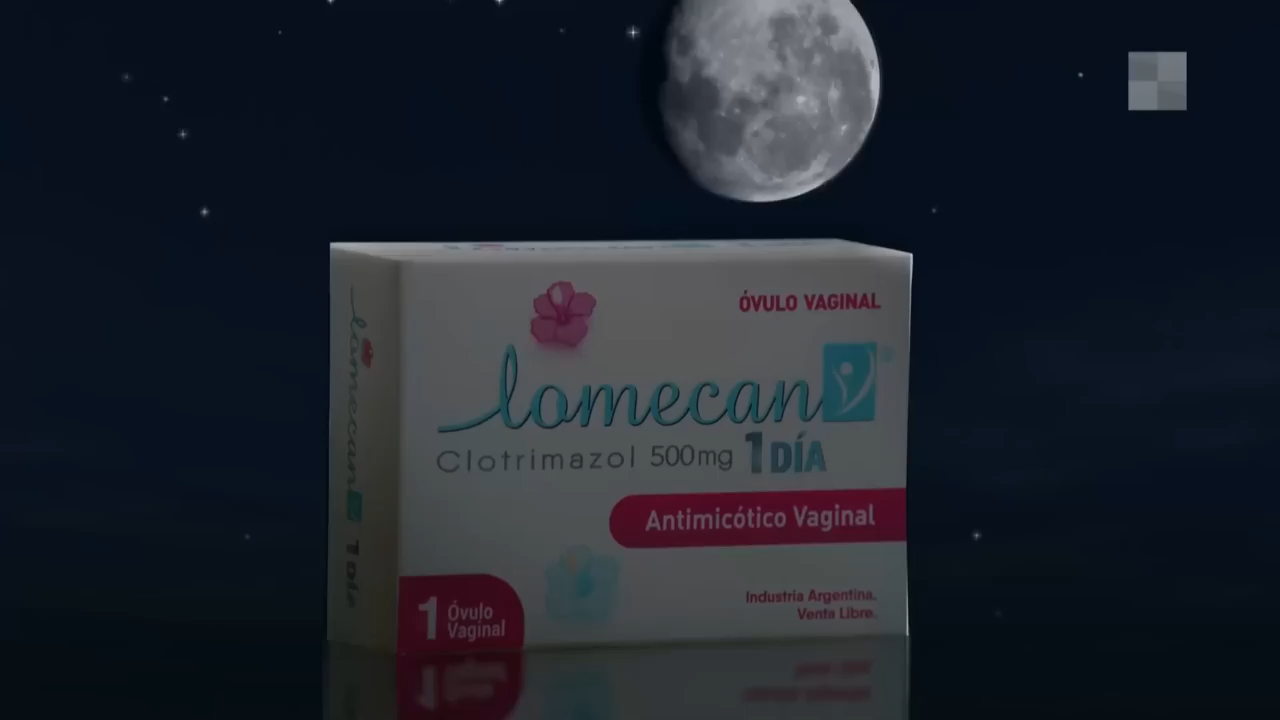 ÓVULO VAGINAL
lomecan
Clotrimazol 500mg 1 DÍA
Antimicótico Vaginal
Industria Argentina.
Venta Libre.
1 Óvulo
Vaginal
lomecan 1 Día